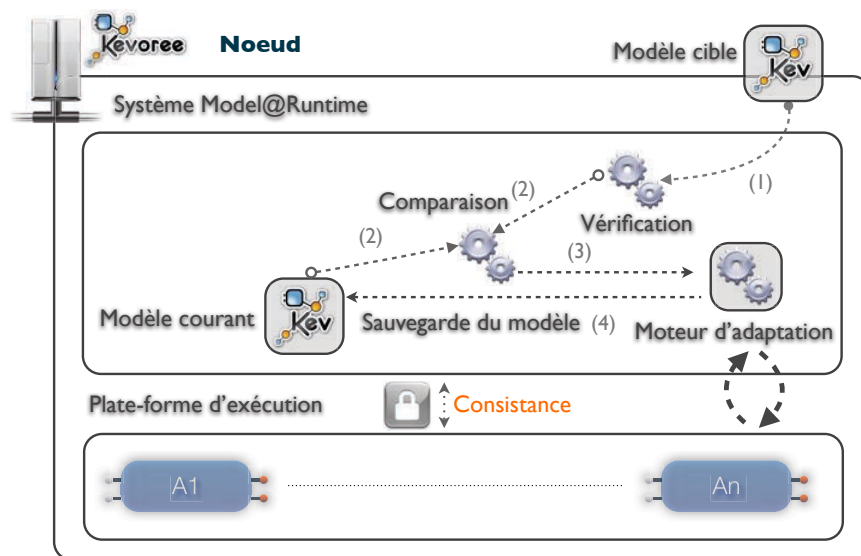 Kevoree
Noeud
Modèle cible
Kev
Système Model@Runtime
(1)
(2)
Comparaison
Vérification
(2)
(3)
Modèle courant
Kev
Sauvegarde du modèle (4)
Moteur d'adaptation
Plate-forme d'exécution
Consistance
A1
An